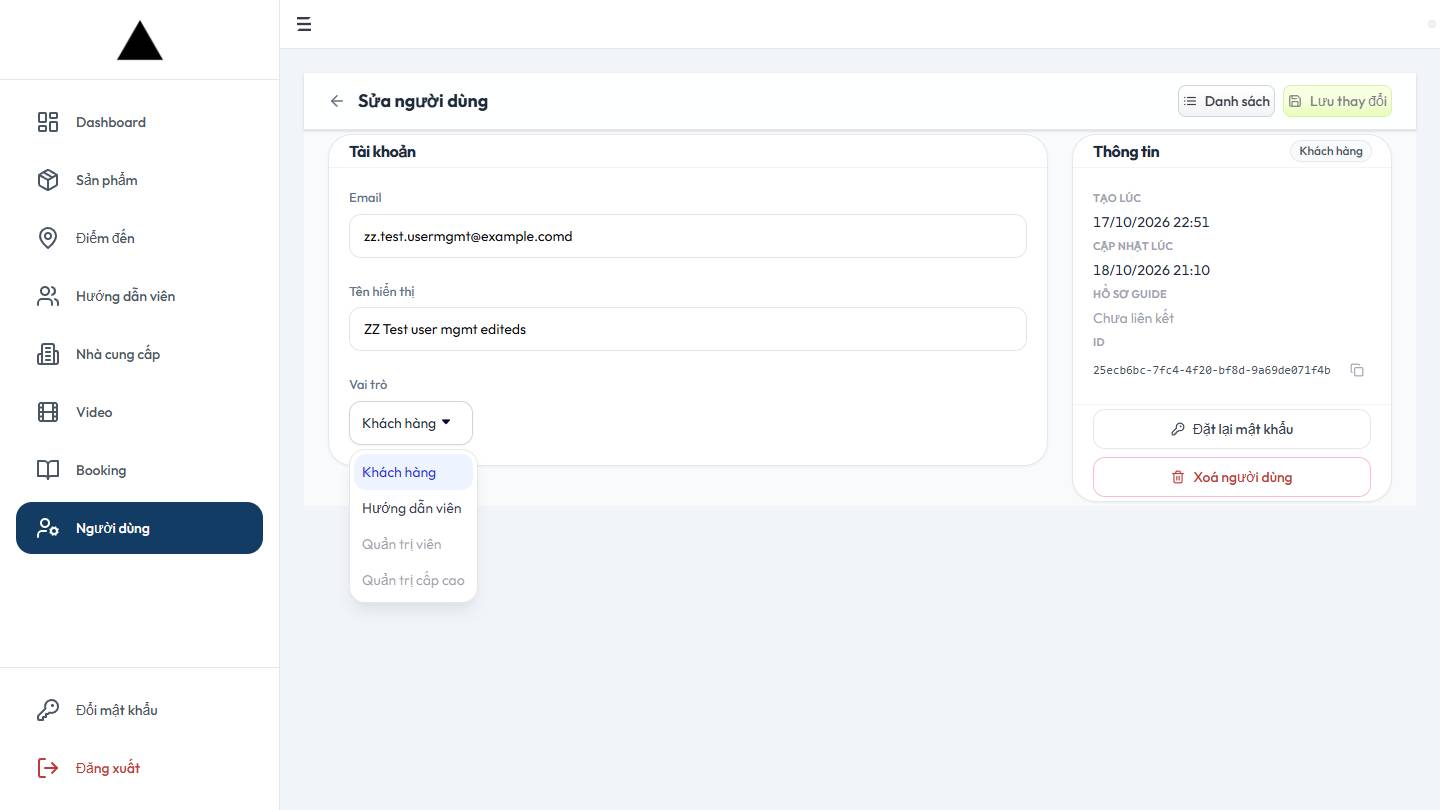 Dashboard
Sản phẩm
Điểm đến
Hướng dẫn viên
Nhà cung cấp
Video
Booking
Người dùng
Đổi mật khẩu
Đăng xuất
Sửa người dùng
Danh sách
Lưu thay đổi
Tài khoản
Email
zz.test.usermgmt@example.comd
Tên hiển thị
ZZ Test user mgmt editeds
Vai trò
Khách hàng
Khách hàng
Hướng dẫn viên
Quản trị viên
Quản trị cấp cao
Thông tin
Khách hàng
TẠO LÚC
17/10/2026 22:51
CẬP NHẬT LÚC
18/10/2026 21:10
HỒ SƠ GUIDE
Chưa liên kết
ID
25ecb6bc-7fc4-4f20-bf8d-9a69de071f4b
Đặt lại mật khẩu
Xoá người dùng